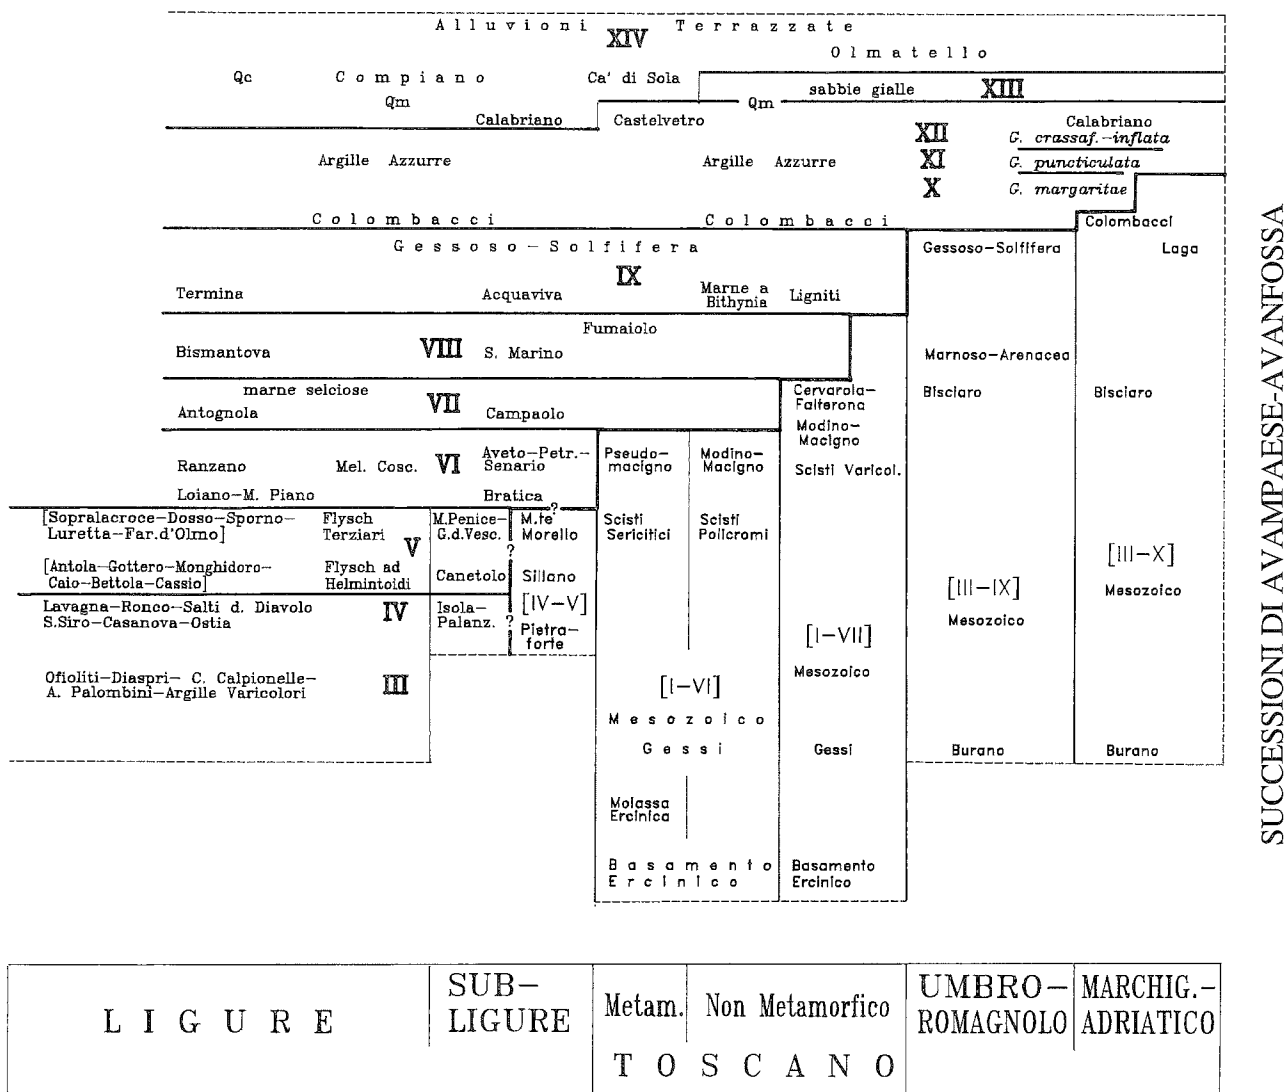 Alluvioni XIV Terrazzate
Olmatello
Qc Compiano Ca' di Sola
sabbie gialle XIII
Qm Qm
Calabriano Castelvetro Calabriano
XII G. crassaf.-inflata
Argille Azzurre Argille Azzurre XI G. puncticulata
X G. margaritae
Colombacci Colombacci Colombacci
Gessoso-Solfifera Gessoso-Solfifera Laga
IX
Termina Acquaviva Marne a Bithynia Ligniti
Fumaiolo
Bismantova VIII S. Marino Marnoso-Arenacea
marne selciose Cervarola-
Falterona Bisciaro Bisciaro
Antognola VII Campaolo
Modino-
Macigno
Ranzano Mel. Cosc. VI Aveto-Petr.-
Senario
Pseudo-
macigno
Modino-
Macigno
Scisti Varicol.
Loiano-M. Piano Bratica
?
[Sopralacroce-Dosso-Sporno-
Luretta-Far.d'Olmo]
Flysch
Terziari
V
M.Penice-
G.d.Vesc.
M.te
Morello
Scisti
Sericitici
Scisti
Policromi
?
[III-X]
[Antola-Gottero-Monghidoro-
Caio-Bettola-Cassio]
Flysch ad
Helmintoidi
Canetolo Sillano
[III-IX] Mesozoico
Lavagna-Ronco-Salti d. Diavolo
S.Siro-Casanova-Ostia
IV
Isola-
Palanz.
?
[IV-V]
Pietra-
forte
Mesozoico
[I-VII]
Ofioliti-Diaspri- C. Calpionelle-
A. Palombini-Argille Varicolori
III
[I-VI]
Mesozoico
Mesozoico
Gessi Gessi Burano Burano
Molassa
Ercinica
Basamento
Ercinico
Basamento
Ercinico
LIGURE
SUB-
LIGURE
Metam. Non Metamorfico
TOSCANO
UMBRO-
ROMAGNOLO
MARCHIG.-
ADRIATICO
SUCCESSIONI DI AVAMPAESE-AVANFOSSA